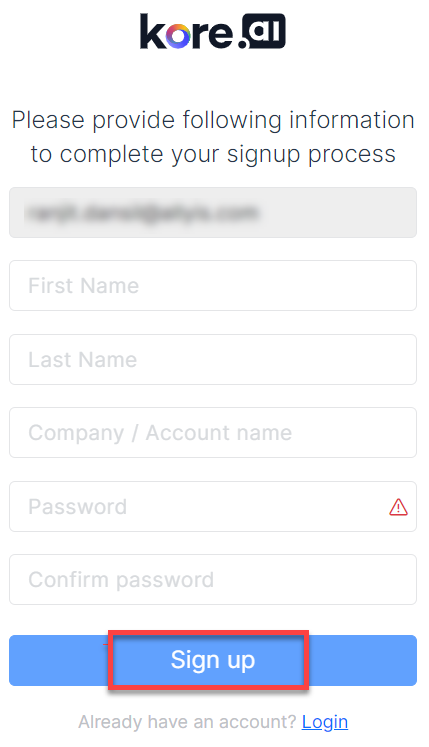 kore.ai
Please provide following information
to complete your signup process
First Name
Last Name
Company / Account name
Password
Confirm password
Sign up
Already have an account? Login